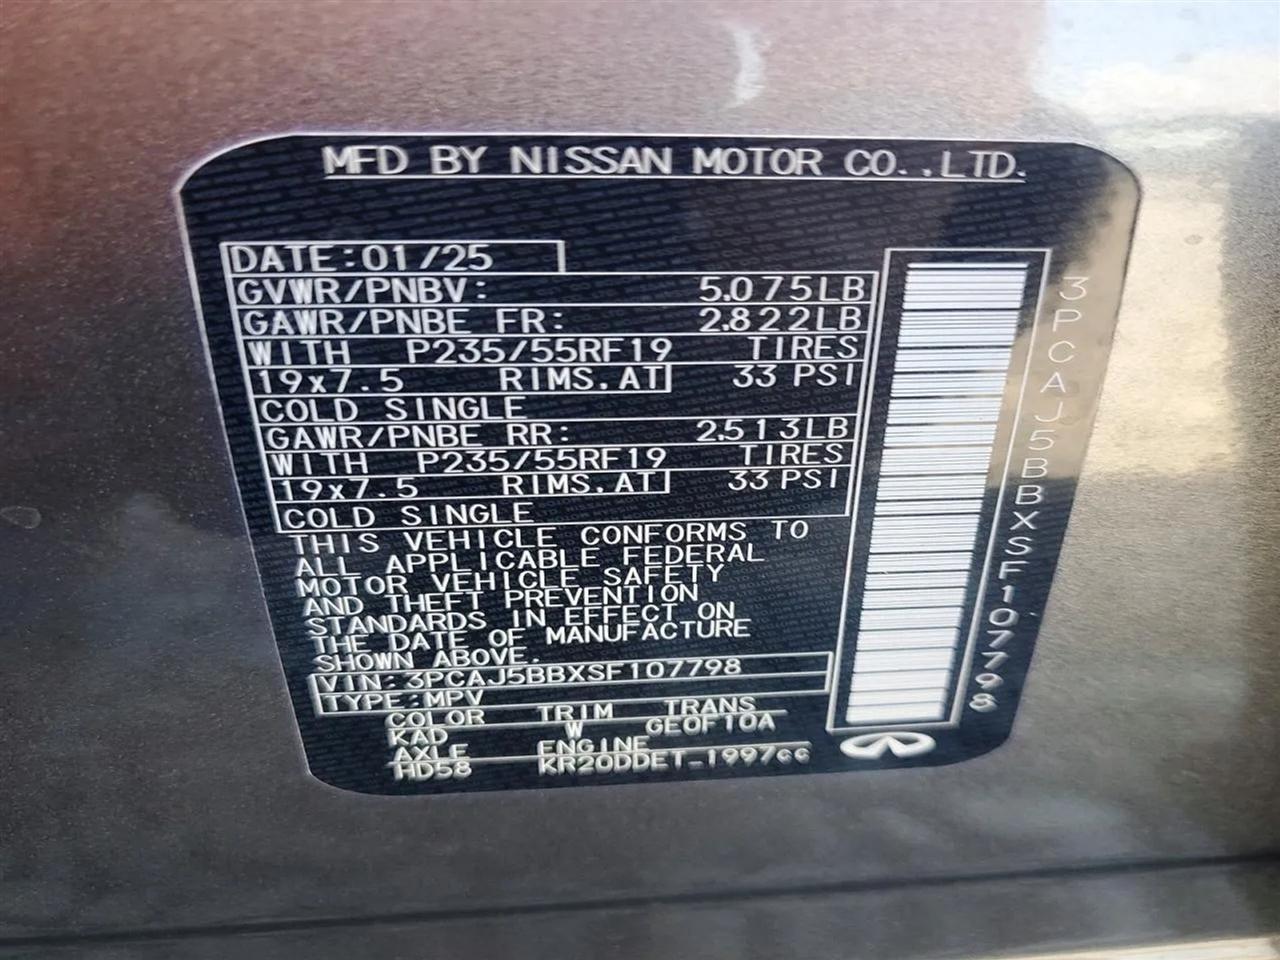 MFD BY NISSAN MOTOR CO.,LTD.
DATE:01/25
GVWR/PNBV: 5,075LB
GAWR/PNBE FR: 2,822LB
WITH P235/55RF19 TIRES
19x7.5 RIMS.AT 33 PSI
COLD SINGLE
GAWR/PNBE RR: 2,513LB
WITH P235/55RF19 TIRES
19x7.5 RIMS.AT 33 PSI
COLD SINGLE
THIS VEHICLE CONFORMS TO
ALL APPLICABLE FEDERAL
MOTOR VEHICLE SAFETY
AND THEFT PREVENTION
STANDARDS IN EFFECT ON
THE DATE OF MANUFACTURE
SHOWN ABOVE.
VIN:3PCAJ5BBXSF107798
TYPE:MPV
COLOR TRIM TRANS
KAD W GE0F10A
AXLE ENGINE
HD58 KR20DDET-1997cc
3PCAJ5BBXSF107798